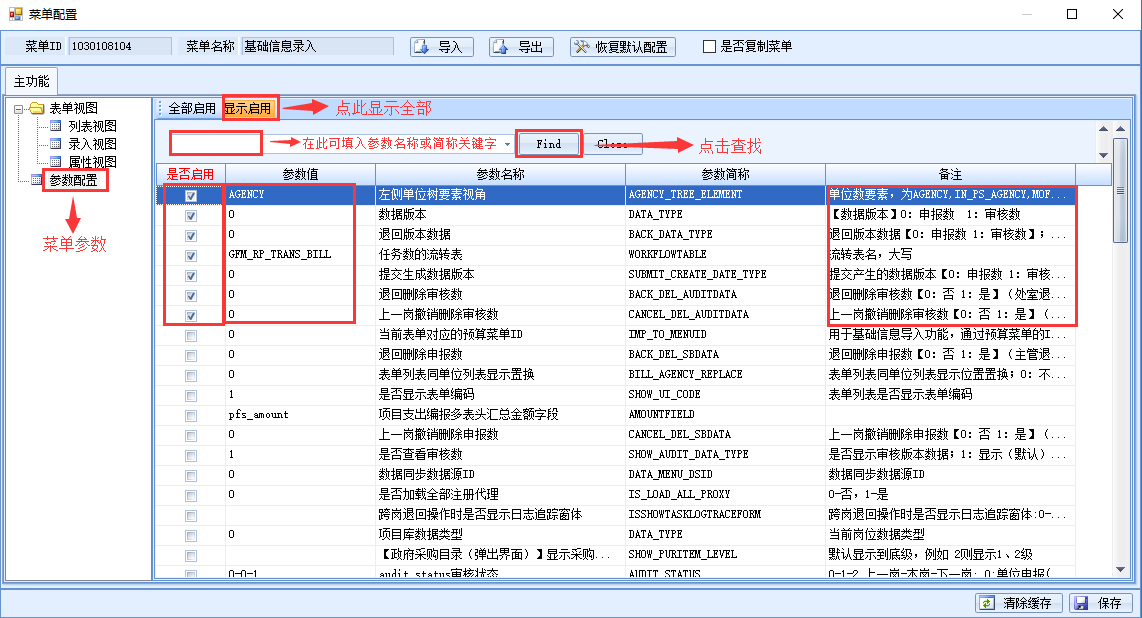 菜单配置
菜单ID 1030108104 菜单名称 基础信息录入 导入 导出 恢复默认配置 是否复制菜单
主功能
表单视图
列表视图
录入视图
属性视图
参数配置
菜单参数
全部启用 显示启用 点此显示全部
在此可填入参数名称或简称关键字 Find Close 点击查找
是否启用 参数值 参数名称 参数简称 备注
AGENCY 左侧单位树要素视角 AGENCY_TREE_ELEMENT 单位数要素，为AGENCY,IN_PS_AGENCY,MOF...
0 数据版本 DATA_TYPE 【数据版本】0：申报数 1：审核数
0 退回版本数据 BACK_DATA_TYPE 退回版本数据【0：申报数 1：审核数】；...
GFM_RP_TRANS_BILL 任务数的流转表 WORKFLOWTABLE 流转表名，大写
0 提交生成数据版本 SUBMIT_CREATE_DATE_TYPE 提交产生的数据版本【0：申报数 1：审核...
0 退回删除审核数 BACK_DEL_AUDITDATA 退回删除审核数【0：否 1：是】（处室退...
0 上一岗撤销删除审核数 CANCEL_DEL_AUDITDATA 上一岗撤销删除审核数【0：否 1：是】（...
0 当前表单对应的预算菜单ID IMP_TO_MENUID 用于基础信息导入功能，通过预算菜单的I...
0 退回删除申报数 BACK_DEL_SBDATA 退回删除申报数【0：否 1：是】（主管退...
0 表单列表同单位列表显示置换 BILL_AGENCY_REPLACE 表单列表同单位列表显示位置置换；0：不...
1 是否显示表单编码 SHOW_UI_CODE 表单列表是否显示表单编码
pfs_amount 项目支出编报多表头汇总金额字段 AMOUNTFIELD
0 上一岗撤销删除申报数 CANCEL_DEL_SBDATA 上一岗撤销删除申报数【0：否 1：是】（...
1 是否查看审核数 SHOW_AUDIT_DATA_TYPE 是否显示审核版本数据；1：显示（默认）...
0 数据同步数据源ID DATA_MENU_DSID 数据同步数据源ID
0 是否加载全部注册代理 IS_LOAD_ALL_PROXY 0-否，1-是
跨岗退回操作时是否显示日志追踪窗体 ISSHOWTASKLOGTRACEFORM 跨岗退回操作时是否显示日志追踪窗体:0-...
0 项目库数据类型 DATA_TYPE 当前岗位数据类型
【政府采购目录（弹出界面）】显示采购... SHOW_PURITEM_LEVEL 默认显示到底级，例如 2则显示1、2级
0-0-1 audit_status审核状态 AUDIT_STATUS 0-1-2 上一岗-本岗-下一岗; 0:单位申报(
清除缓存 保存